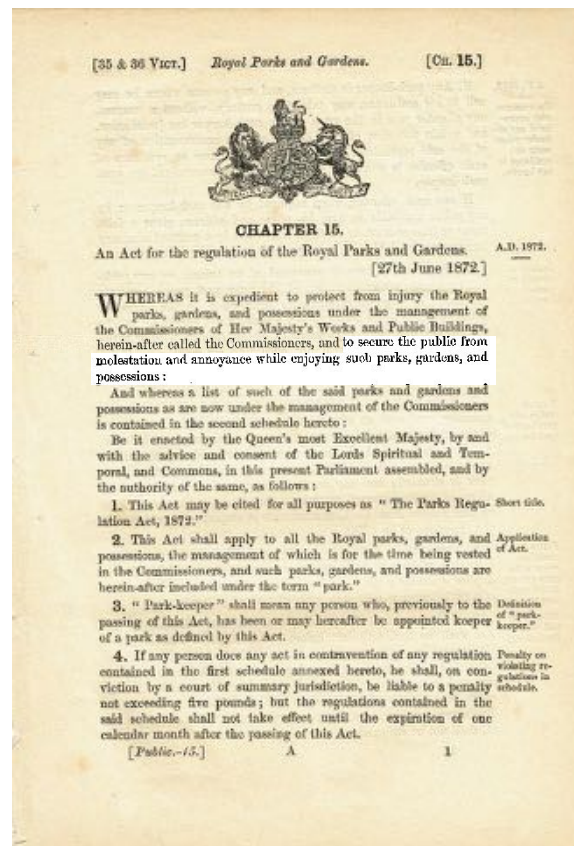 [35 & 36 VICT.] Royal Parks and Gardens. [CH. 15.]
CHAPTER 15.
An Act for the regulation of the Royal Parks and Gardens. A.D. 1872.
[27th June 1872.]
WHEREAS it is expedient to protect from injury the Royal
parks, gardens, and possessions under the management of
the Commissioners of Her Majesty's Works and Public Buildings,
herein-after called the Commissioners, and to secure the public from
molestation and annoyance while enjoying such parks, gardens, and
possessions :
And whereas a list of such of the said parks and gardens and
possessions as are now under the management of the Commissioners
is contained in the second schedule hereto :
Be it enacted by the Queen's most Excellent Majesty, by and
with the advice and consent of the Lords Spiritual and Tem-
poral, and Commons, in this present Parliament assembled, and by
the authority of the same, as follows :
1. This Act may be cited for all purposes as " The Parks Regu- Short title.
lation Act, 1872."
2. This Act shall apply to all the Royal parks, gardens, and Application
possessions, the management of which is for the time being vested of Act.
in the Commissioners, and such parks, gardens, and possessions are
herein-after included under the term " park."
3. " Park-keeper " shall mean any person who, previously to the Definition
passing of this Act, has been or may hereafter be appointed keeper of " park-
of a park as defined by this Act. keeper."
4. If any person does any act in contravention of any regulation Penalty on
contained in the first schedule annexed hereto, he shall, on con- violating re-
viction by a court of summary jurisdiction, be liable to a penalty gulations in
not exceeding five pounds ; but the regulations contained in the schedule.
said schedule shall not take effect until the expiration of one
calendar month after the passing of this Act.
[Public.-15.] A 1